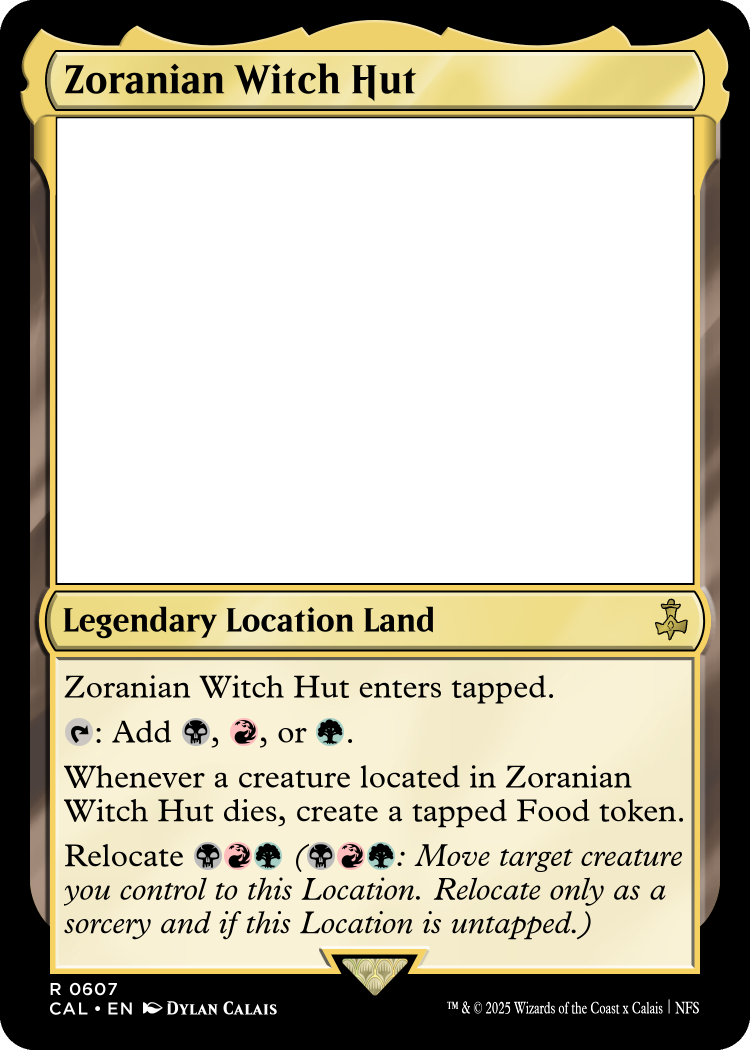 Zoranian Witch Hut
Legendary Location Land
Zoranian Witch Hut enters tapped.
: Add , , or .
Whenever a creature located in Zoranian
Witch Hut dies, create a tapped Food token.
Relocate (: Move target creature
you control to this Location. Relocate only as a
sorcery and if this Location is untapped.)
R 0607
CAL • EN DYLAN CALAIS
™ & © 2025 Wizards of the Coast x Calais | NFS